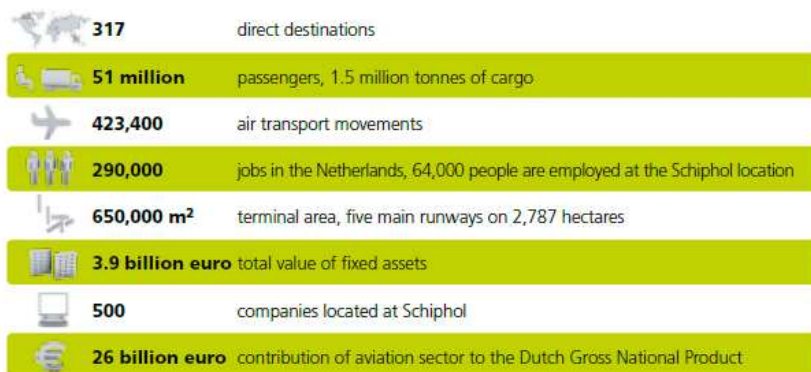 317 direct destinations
51 million passengers, 1.5 million tonnes of cargo
423,400 air transport movements
290,000 jobs in the Netherlands, 64,000 people are employed at the Schiphol location
650,000 m² terminal area, five main runways on 2,787 hectares
3.9 billion euro total value of fixed assets
500 companies located at Schiphol
26 billion euro contribution of aviation sector to the Dutch Gross National Product